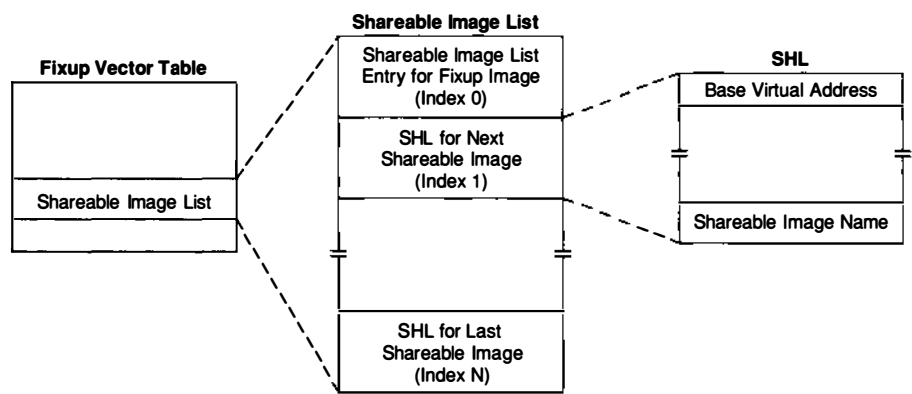 Shareable Image List
Fixup Vector Table
Shareable Image List
Shareable Image List
Entry for Fixup Image
(Index 0)
SHL for Next
Shareable Image
(Index 1)
SHL for Last
Shareable Image
(Index N)
SHL
Base Virtual Address
Shareable Image Name